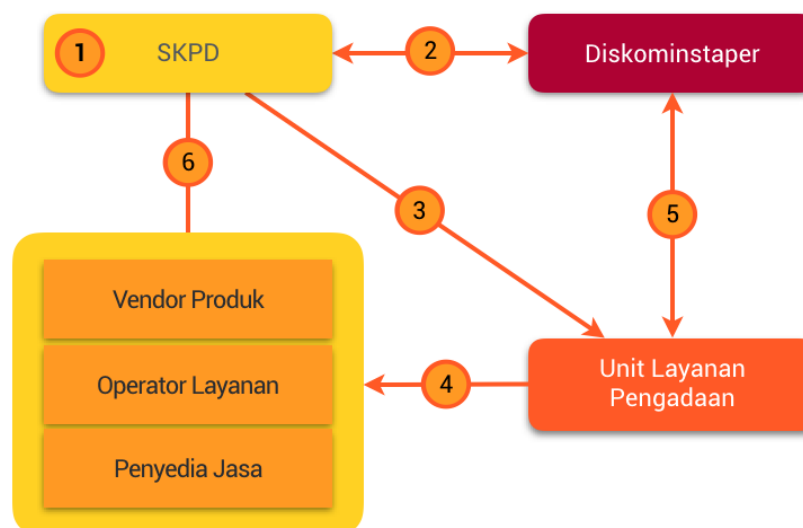 1
SKPD
2
Diskominstaper
6
3
5
Vendor Produk
Operator Layanan
Penyedia Jasa
4
Unit Layanan
Pengadaan